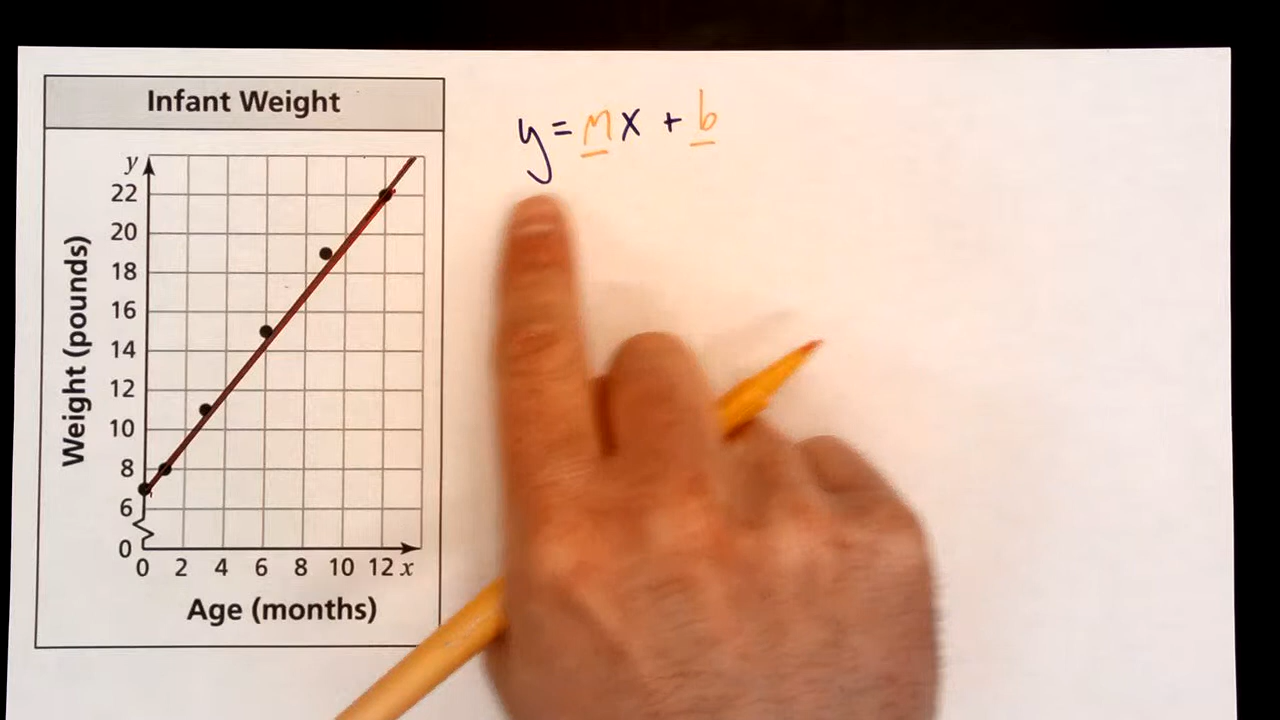 Infant Weight
y = mx + b
y
22
20
18
16
14
12
10
8
6
0
Weight (pounds)
0 2 4 6 8 10 12 x
Age (months)